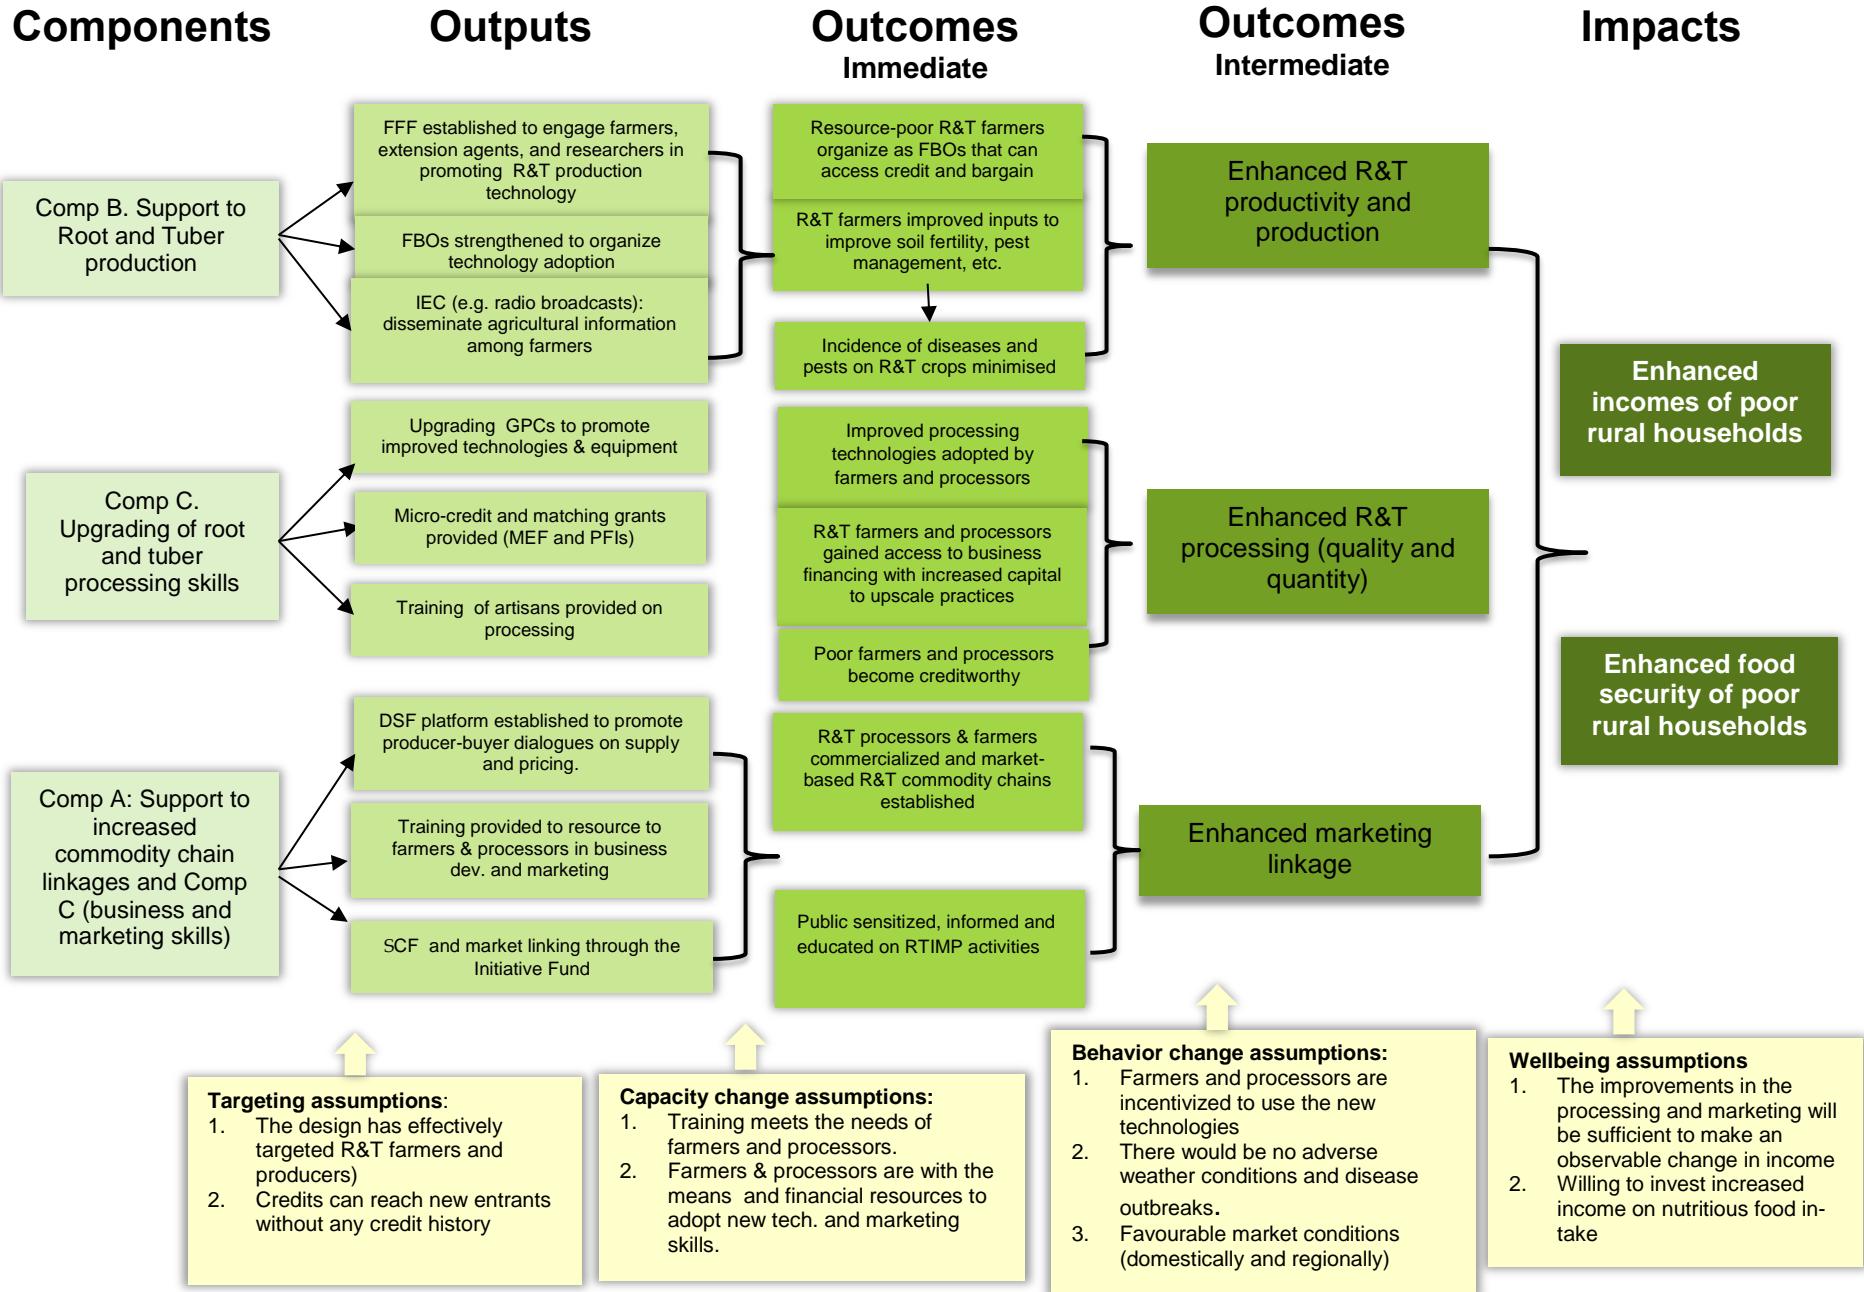 Components
Outputs
Outcomes
Immediate
Outcomes
Intermediate
Impacts
Comp B. Support to
Root and Tuber
production
FFF established to engage farmers,
extension agents, and researchers in
promoting R&T production
technology
FBOs strengthened to organize
technology adoption
IEC (e.g. radio broadcasts):
disseminate agricultural information
among farmers
Resource-poor R&T farmers
organize as FBOs that can
access credit and bargain
R&T farmers improved inputs to
improve soil fertility, pest
management, etc.
Incidence of diseases and
pests on R&T crops minimised
Enhanced R&T
productivity and
production
Comp C.
Upgrading of root
and tuber
processing skills
Upgrading GPCs to promote
improved technologies & equipment
Micro-credit and matching grants
provided (MEF and PFIs)
Training of artisans provided on
processing
Improved processing
technologies adopted by
farmers and processors
R&T farmers and processors
gained access to business
financing with increased capital
to upscale practices
Poor farmers and processors
become creditworthy
Enhanced R&T
processing (quality and
quantity)
Enhanced
incomes of poor
rural households
Enhanced food
security of poor
rural households
Comp A: Support to
increased
commodity chain
linkages and Comp
C (business and
marketing skills)
DSF platform established to promote
producer-buyer dialogues on supply
and pricing.
Training provided to resource to
farmers & processors in business
dev. and marketing
SCF and market linking through the
Initiative Fund
R&T processors & farmers
commercialized and market-
based R&T commodity chains
established
Public sensitized, informed and
educated on RTIMP activities
Enhanced marketing
linkage
Targeting assumptions:
1. The design has effectively
targeted R&T farmers and
producers)
2. Credits can reach new entrants
without any credit history
Capacity change assumptions:
1. Training meets the needs of
farmers and processors.
2. Farmers & processors are with the
means and financial resources to
adopt new tech. and marketing
skills.
Behavior change assumptions:
1. Farmers and processors are
incentivized to use the new
technologies
2. There would be no adverse
weather conditions and disease
outbreaks.
3. Favourable market conditions
(domestically and regionally)
Wellbeing assumptions
1. The improvements in the
processing and marketing will
be sufficient to make an
observable change in income
2. Willing to invest increased
income on nutritious food in-
take